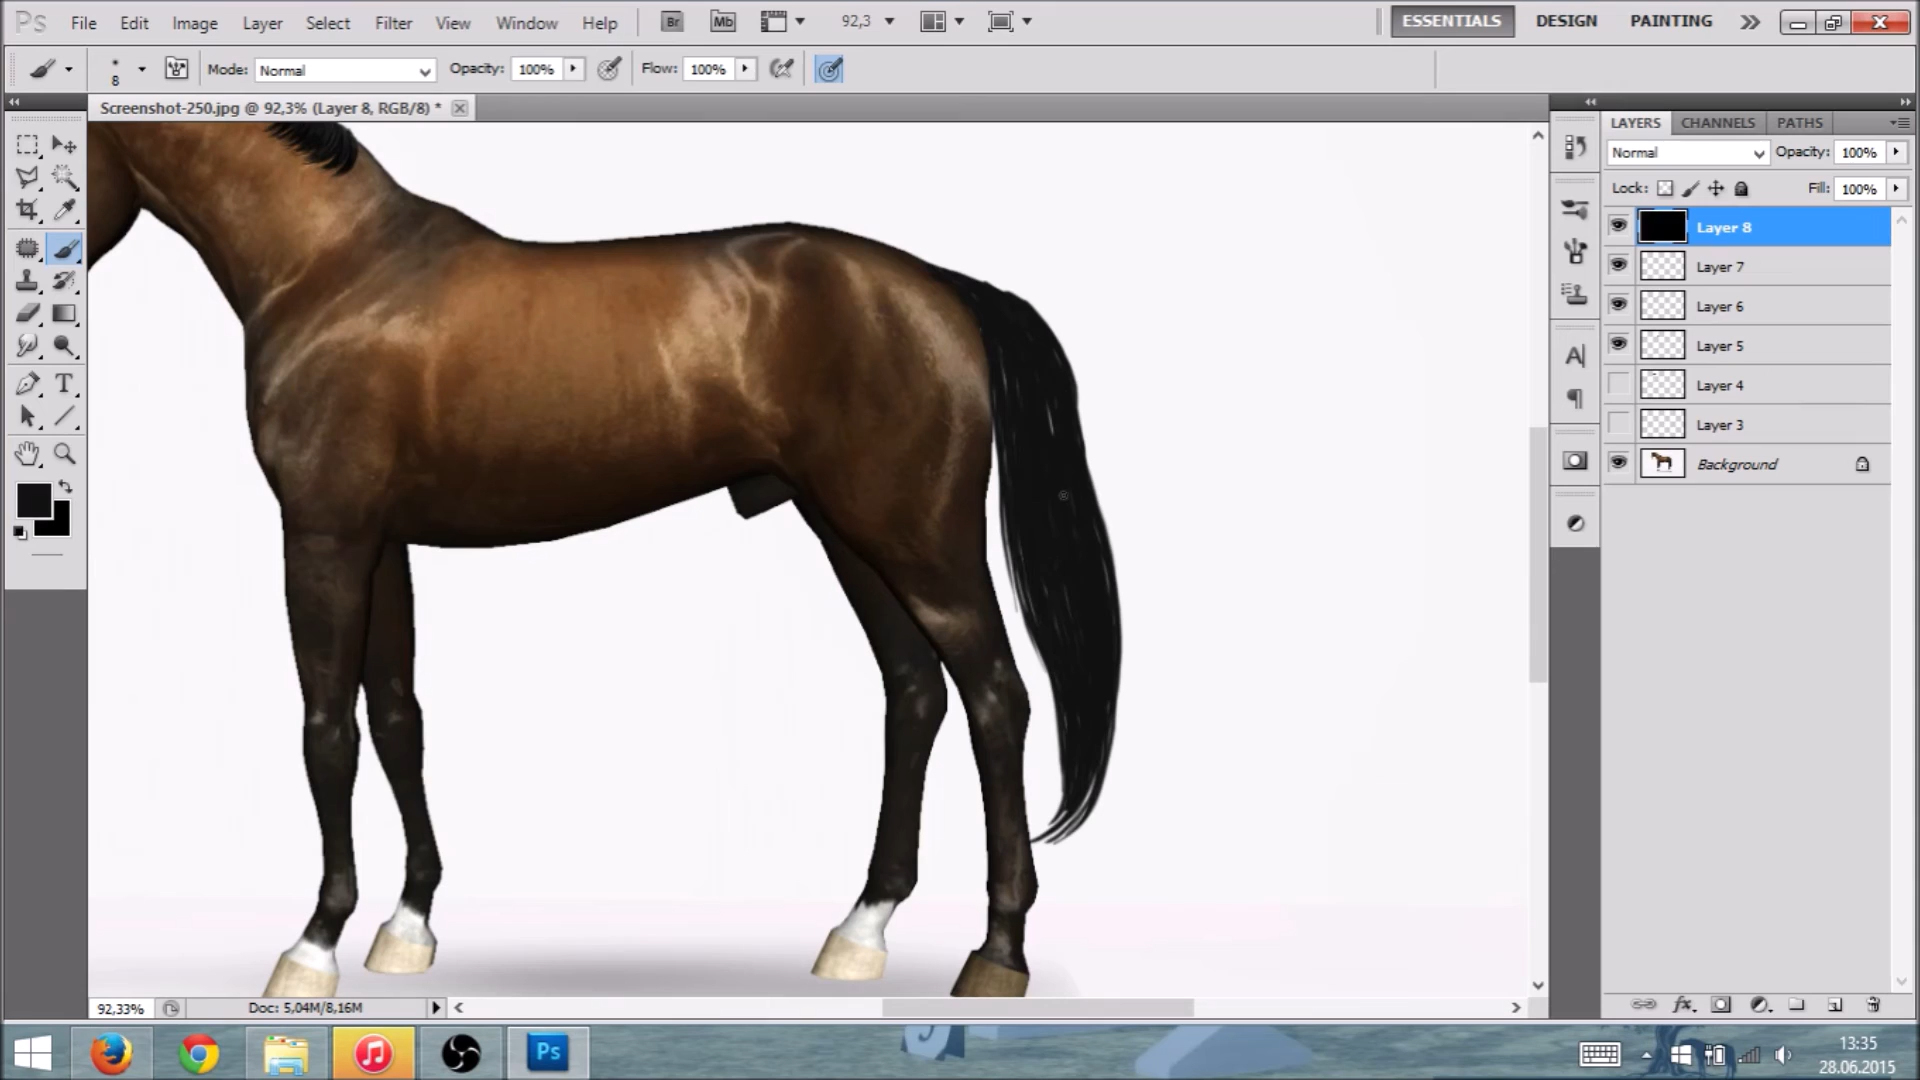 Ps File Edit Image Layer Select Filter View Window Help Br Mb 92,3 ESSENTIALS DESIGN PAINTING
8 Mode: Normal Opacity: 100% Flow: 100%
Screenshot-250.jpg @ 92,3% (Layer 8, RGB/8) *
LAYERS CHANNELS PATHS
Normal Opacity: 100%
Lock: Fill: 100%
Layer 8
Layer 7
Layer 6
Layer 5
Layer 4
Layer 3
Background
92,33% Doc: 5,04M/8,16M
Ps
13:35
28.06.2015